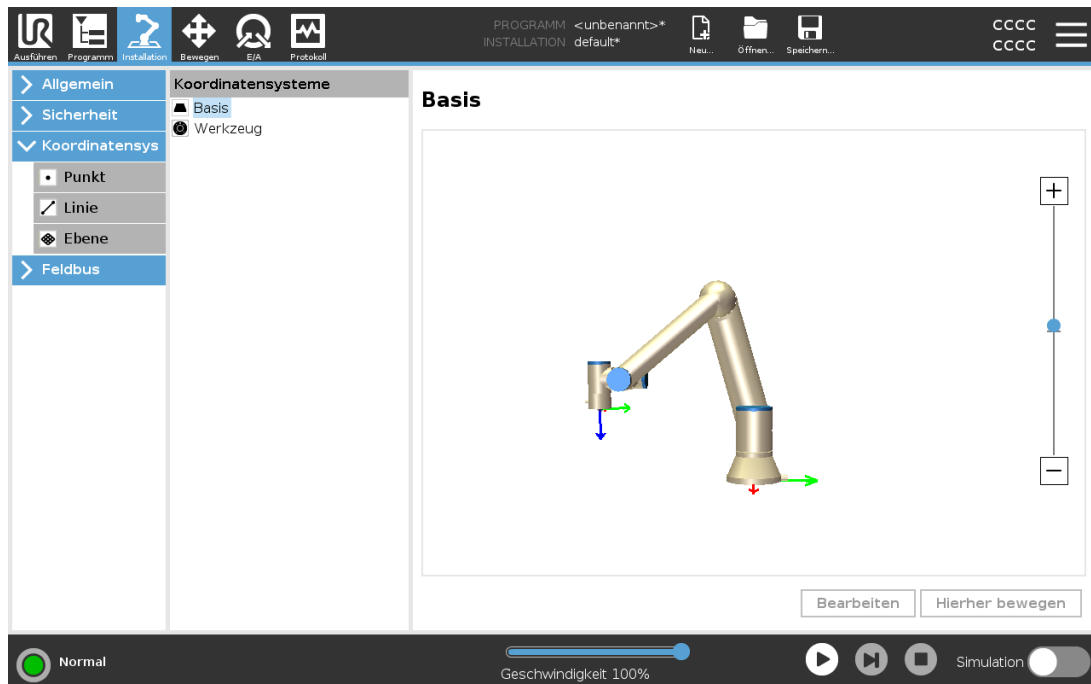 PROGRAMM <unbenannt>*
INSTALLATION default*
CCCC
CCCC
Ausführen Programm Installation Bewegen E/A Protokoll
Neu... Öffnen... Speichern...
Allgemein
Sicherheit
Koordinatensys
Punkt
Linie
Ebene
Feldbus
Koordinatensysteme
Basis
Werkzeug
Basis
+
−
Bearbeiten Hierher bewegen
Normal
Geschwindigkeit 100%
Simulation